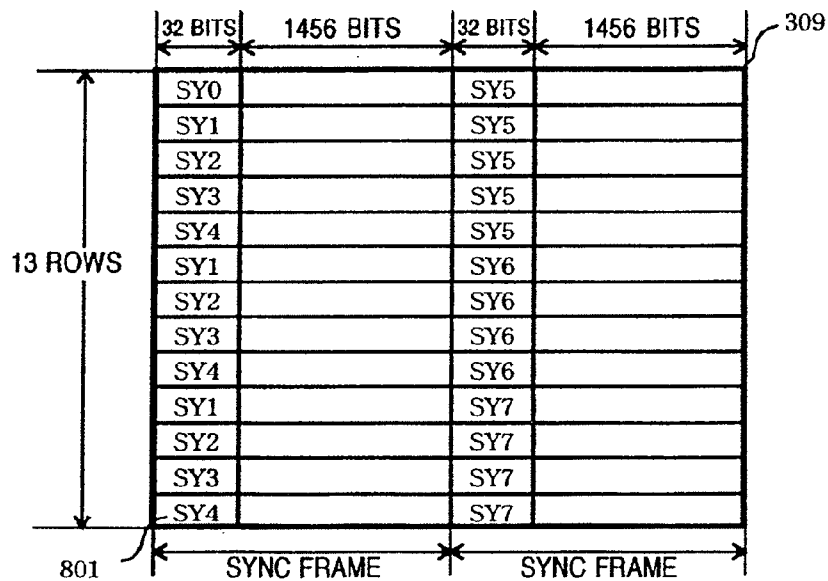 32 BITS 1456 BITS 32 BITS 1456 BITS
309
SY0 SY5
SY1 SY5
SY2 SY5
SY3 SY5
SY4 SY5
13 ROWS
SY1 SY6
SY2 SY6
SY3 SY6
SY4 SY6
SY1 SY7
SY2 SY7
SY3 SY7
SY4 SY7
801
SYNC FRAME SYNC FRAME